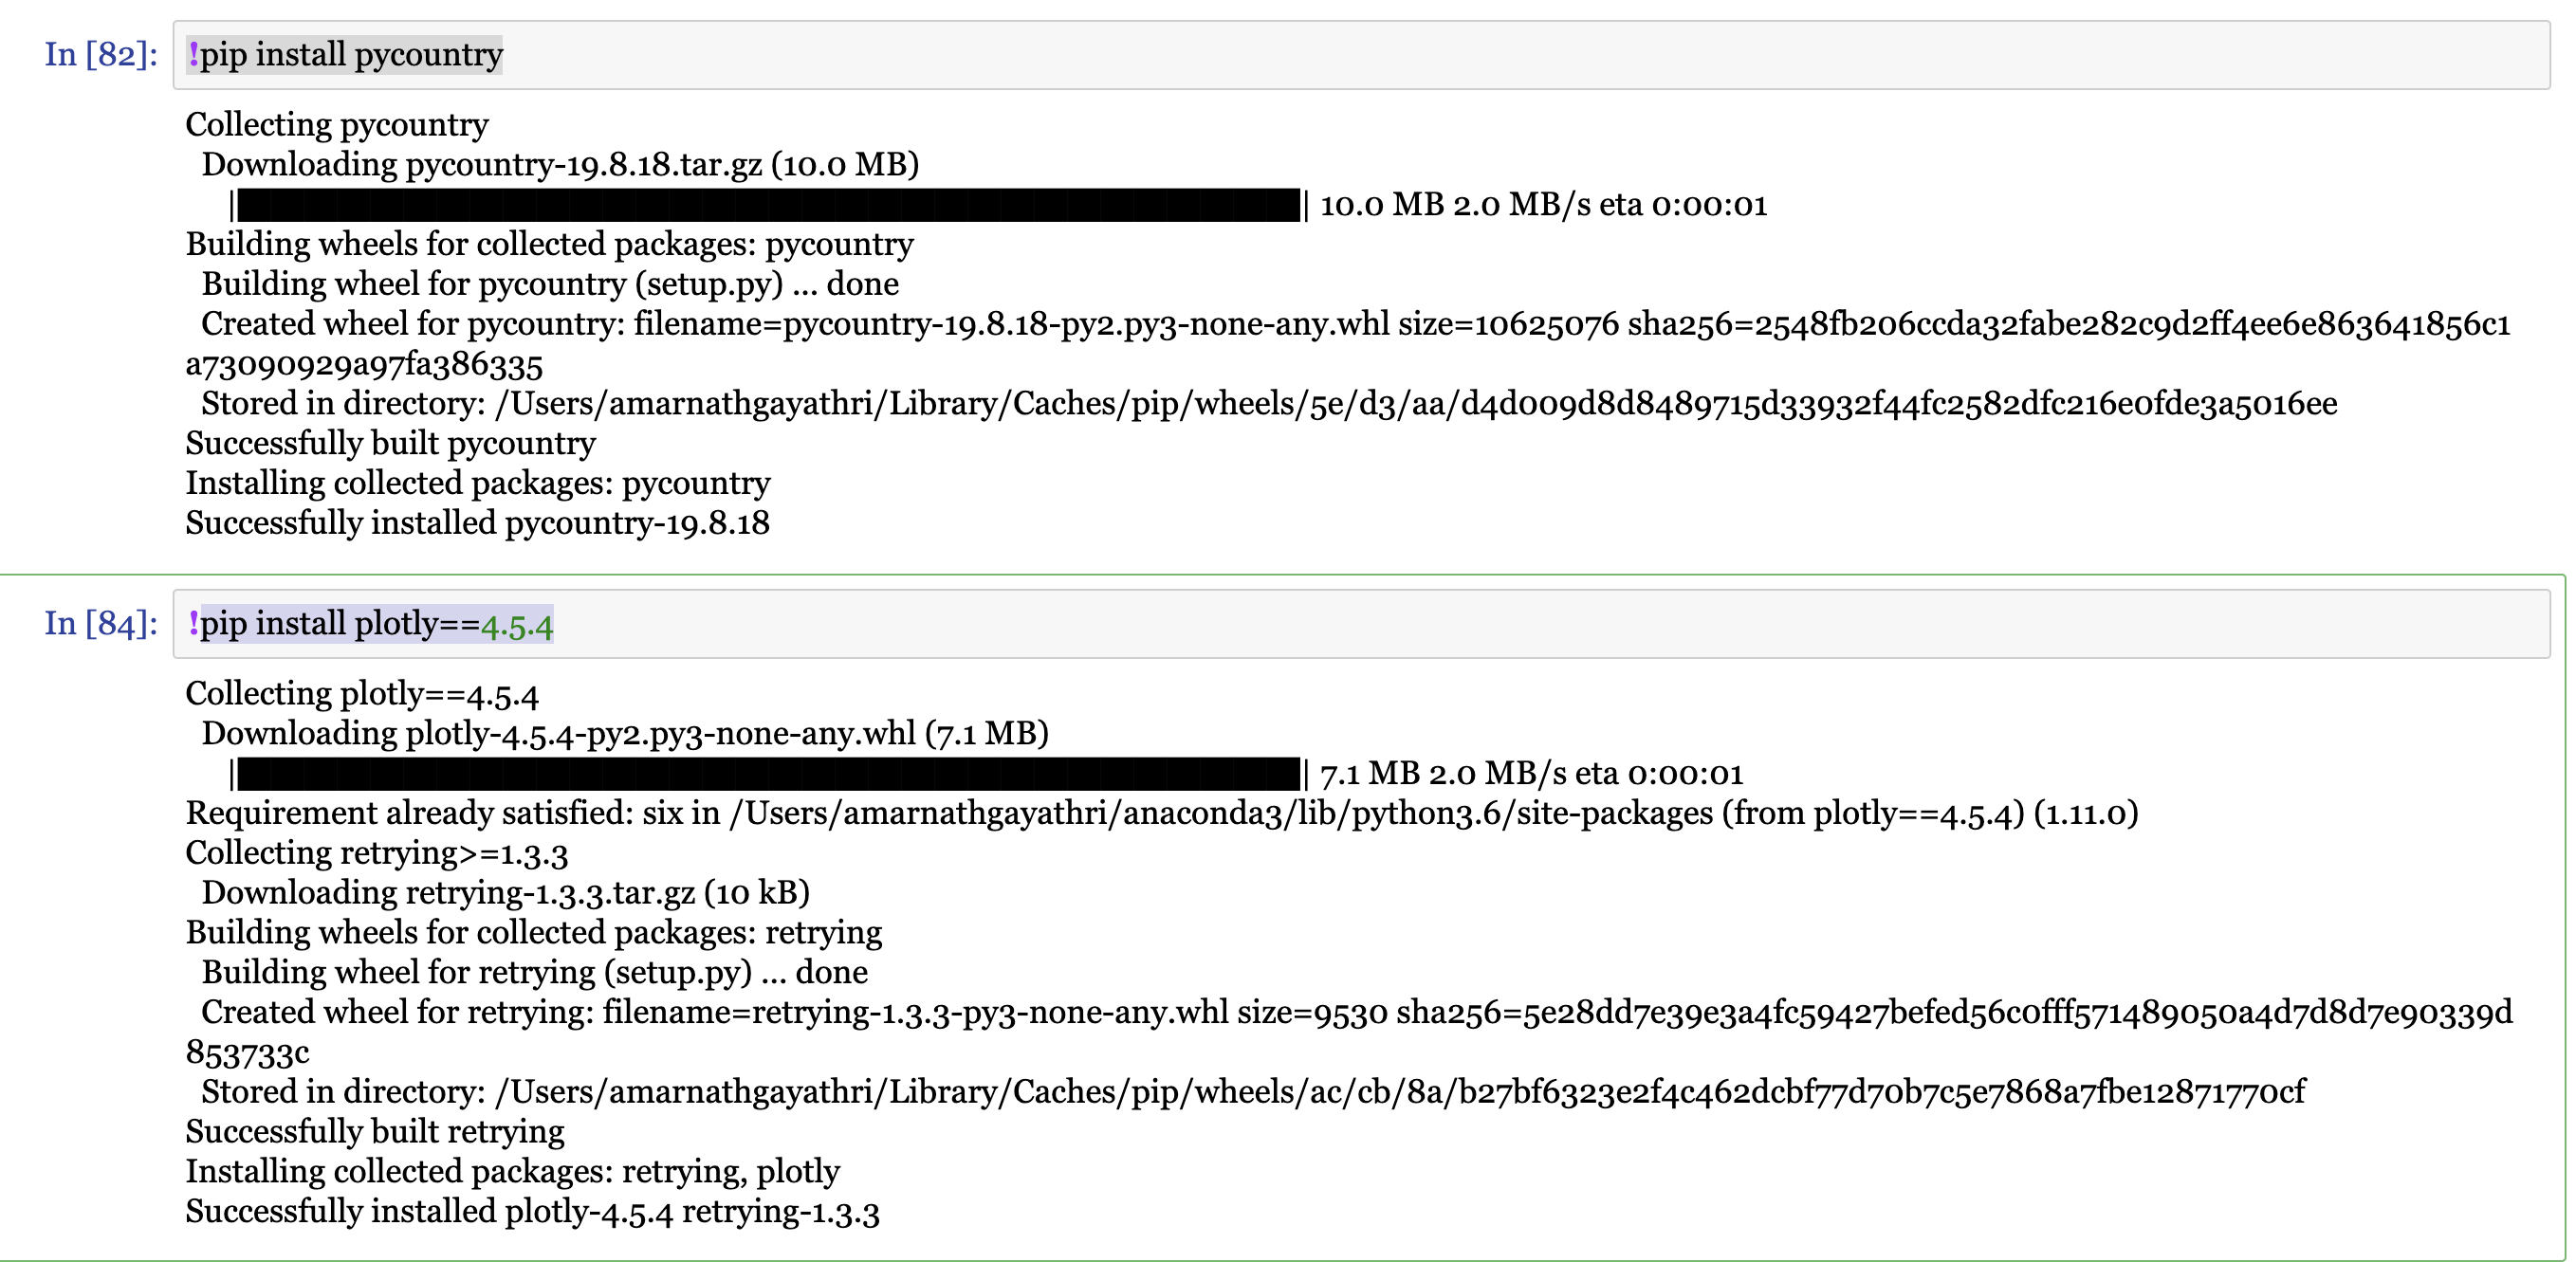 In [82]: !pip install pycountry
Collecting pycountry
Downloading pycountry-19.8.18.tar.gz (10.0 MB)
|████████████████████████████████| 10.0 MB 2.0 MB/s eta 0:00:01
Building wheels for collected packages: pycountry
Building wheel for pycountry (setup.py) ... done
Created wheel for pycountry: filename=pycountry-19.8.18-py2.py3-none-any.whl size=10625076 sha256=2548fb206ccda32fabe282c9d2ff4ee6e863641856c1
a73090929a97fa386335
Stored in directory: /Users/amarnathgayathri/Library/Caches/pip/wheels/5e/d3/aa/d4d009d8d8489715d33932f44fc2582dfc216e0fde3a5016ee
Successfully built pycountry
Installing collected packages: pycountry
Successfully installed pycountry-19.8.18
In [84]: !pip install plotly==4.5.4
Collecting plotly==4.5.4
Downloading plotly-4.5.4-py2.py3-none-any.whl (7.1 MB)
|████████████████████████████████| 7.1 MB 2.0 MB/s eta 0:00:01
Requirement already satisfied: six in /Users/amarnathgayathri/anaconda3/lib/python3.6/site-packages (from plotly==4.5.4) (1.11.0)
Collecting retrying>=1.3.3
Downloading retrying-1.3.3.tar.gz (10 kB)
Building wheels for collected packages: retrying
Building wheel for retrying (setup.py) ... done
Created wheel for retrying: filename=retrying-1.3.3-py3-none-any.whl size=9530 sha256=5e28dd7e39e3a4fc59427befed56c0fff571489050a4d7d8d7e90339d
853733c
Stored in directory: /Users/amarnathgayathri/Library/Caches/pip/wheels/ac/cb/8a/b27bf6323e2f4c462dcbf77d70b7c5e7868a7fbe12871770cf
Successfully built retrying
Installing collected packages: retrying, plotly
Successfully installed plotly-4.5.4 retrying-1.3.3